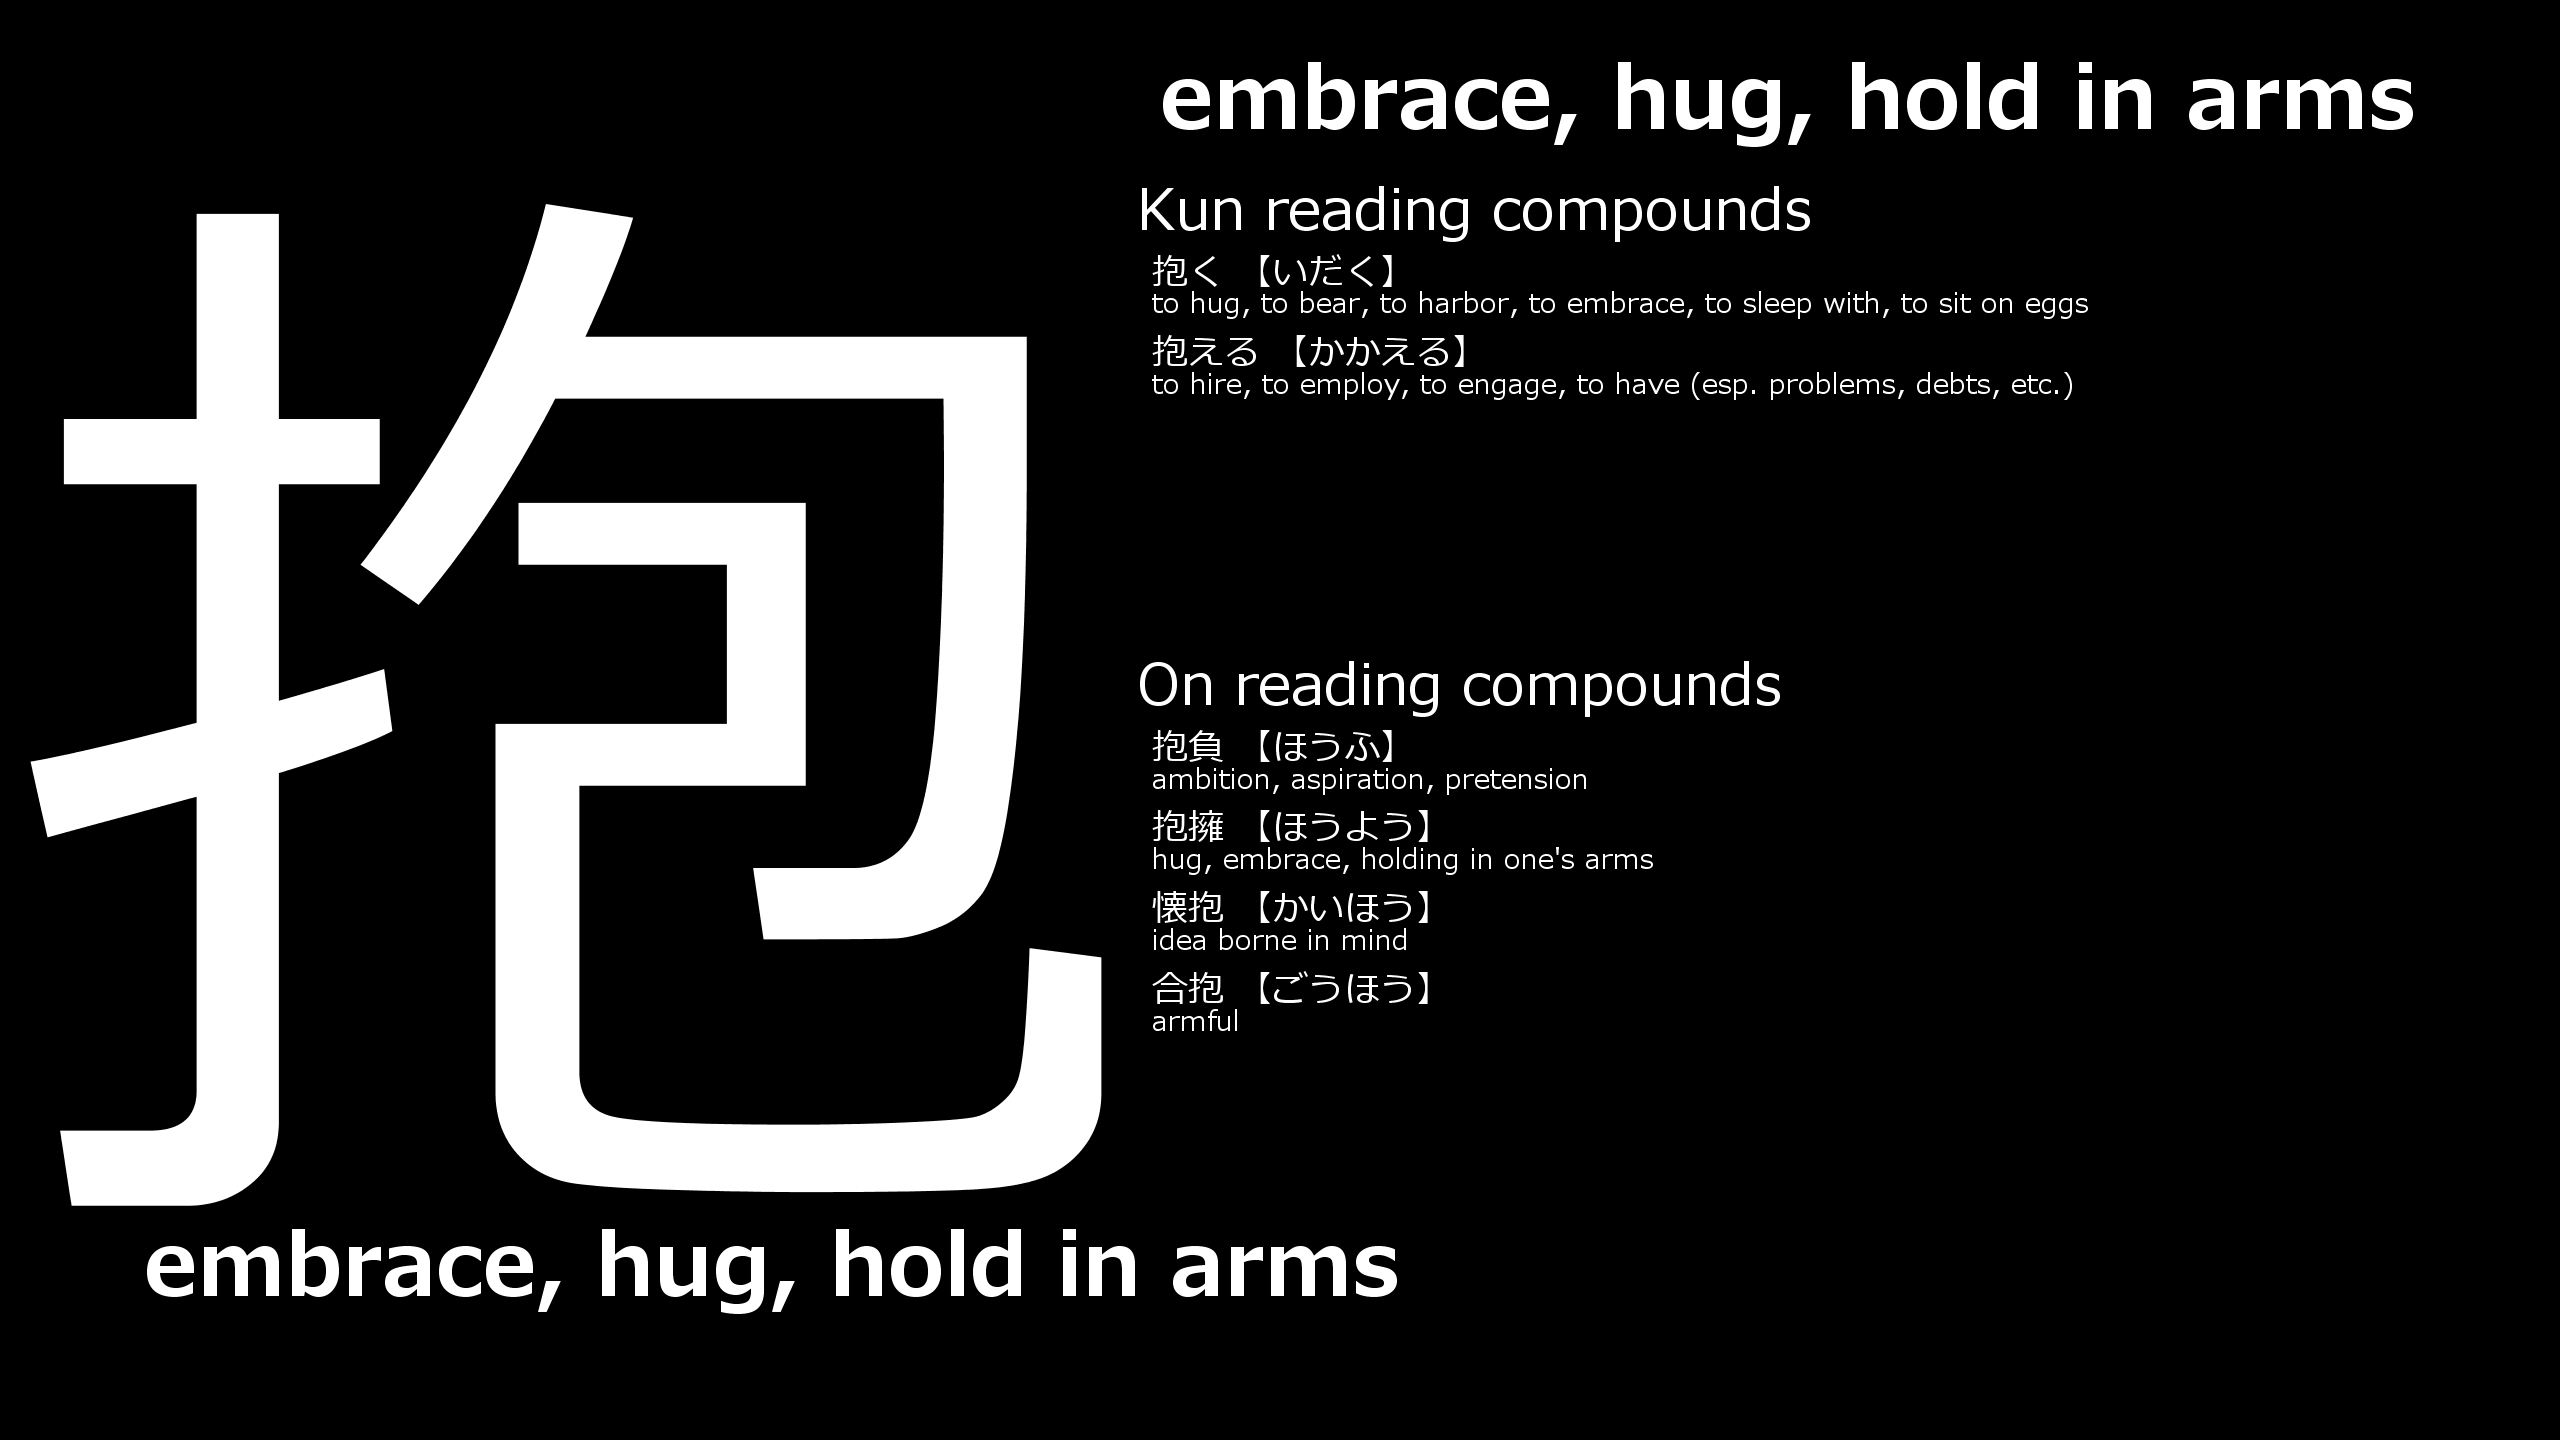 抱
embrace, hug, hold in arms
embrace, hug, hold in arms
Kun reading compounds
抱く 【いだく】
to hug, to bear, to harbor, to embrace, to sleep with, to sit on eggs
抱える 【かかえる】
to hire, to employ, to engage, to have (esp. problems, debts, etc.)
On reading compounds
抱負 【ほうふ】
ambition, aspiration, pretension
抱擁 【ほうよう】
hug, embrace, holding in one's arms
懐抱 【かいほう】
idea borne in mind
合抱 【ごうほう】
armful